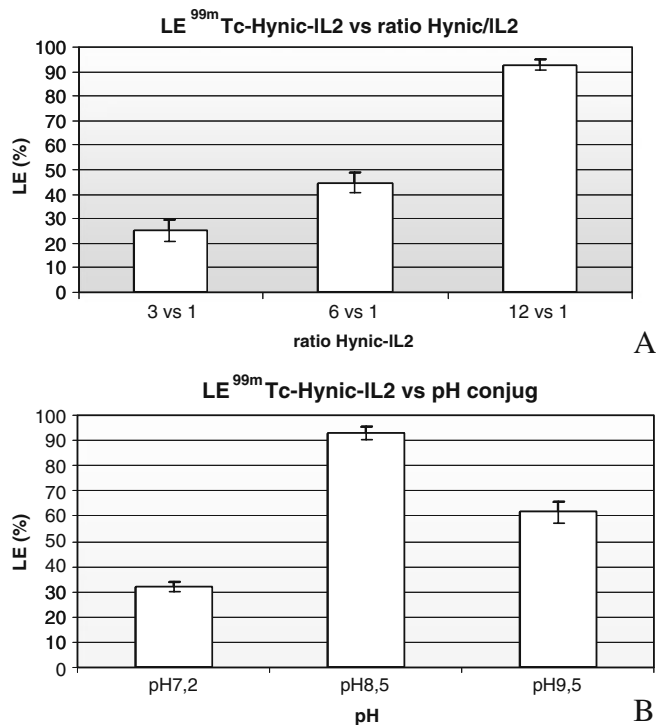 LE 99mTc-Hynic-IL2 vs ratio Hynic/IL2
100
90
80
70
60
50
40
30
20
10
0
LE (%)
3 vs 1 6 vs 1 12 vs 1
ratio Hynic-IL2
A
LE 99mTc-Hynic-IL2 vs pH conjug
100
90
80
70
60
50
40
30
20
10
0
LE (%)
pH7,2 pH8,5 pH9,5
pH
B